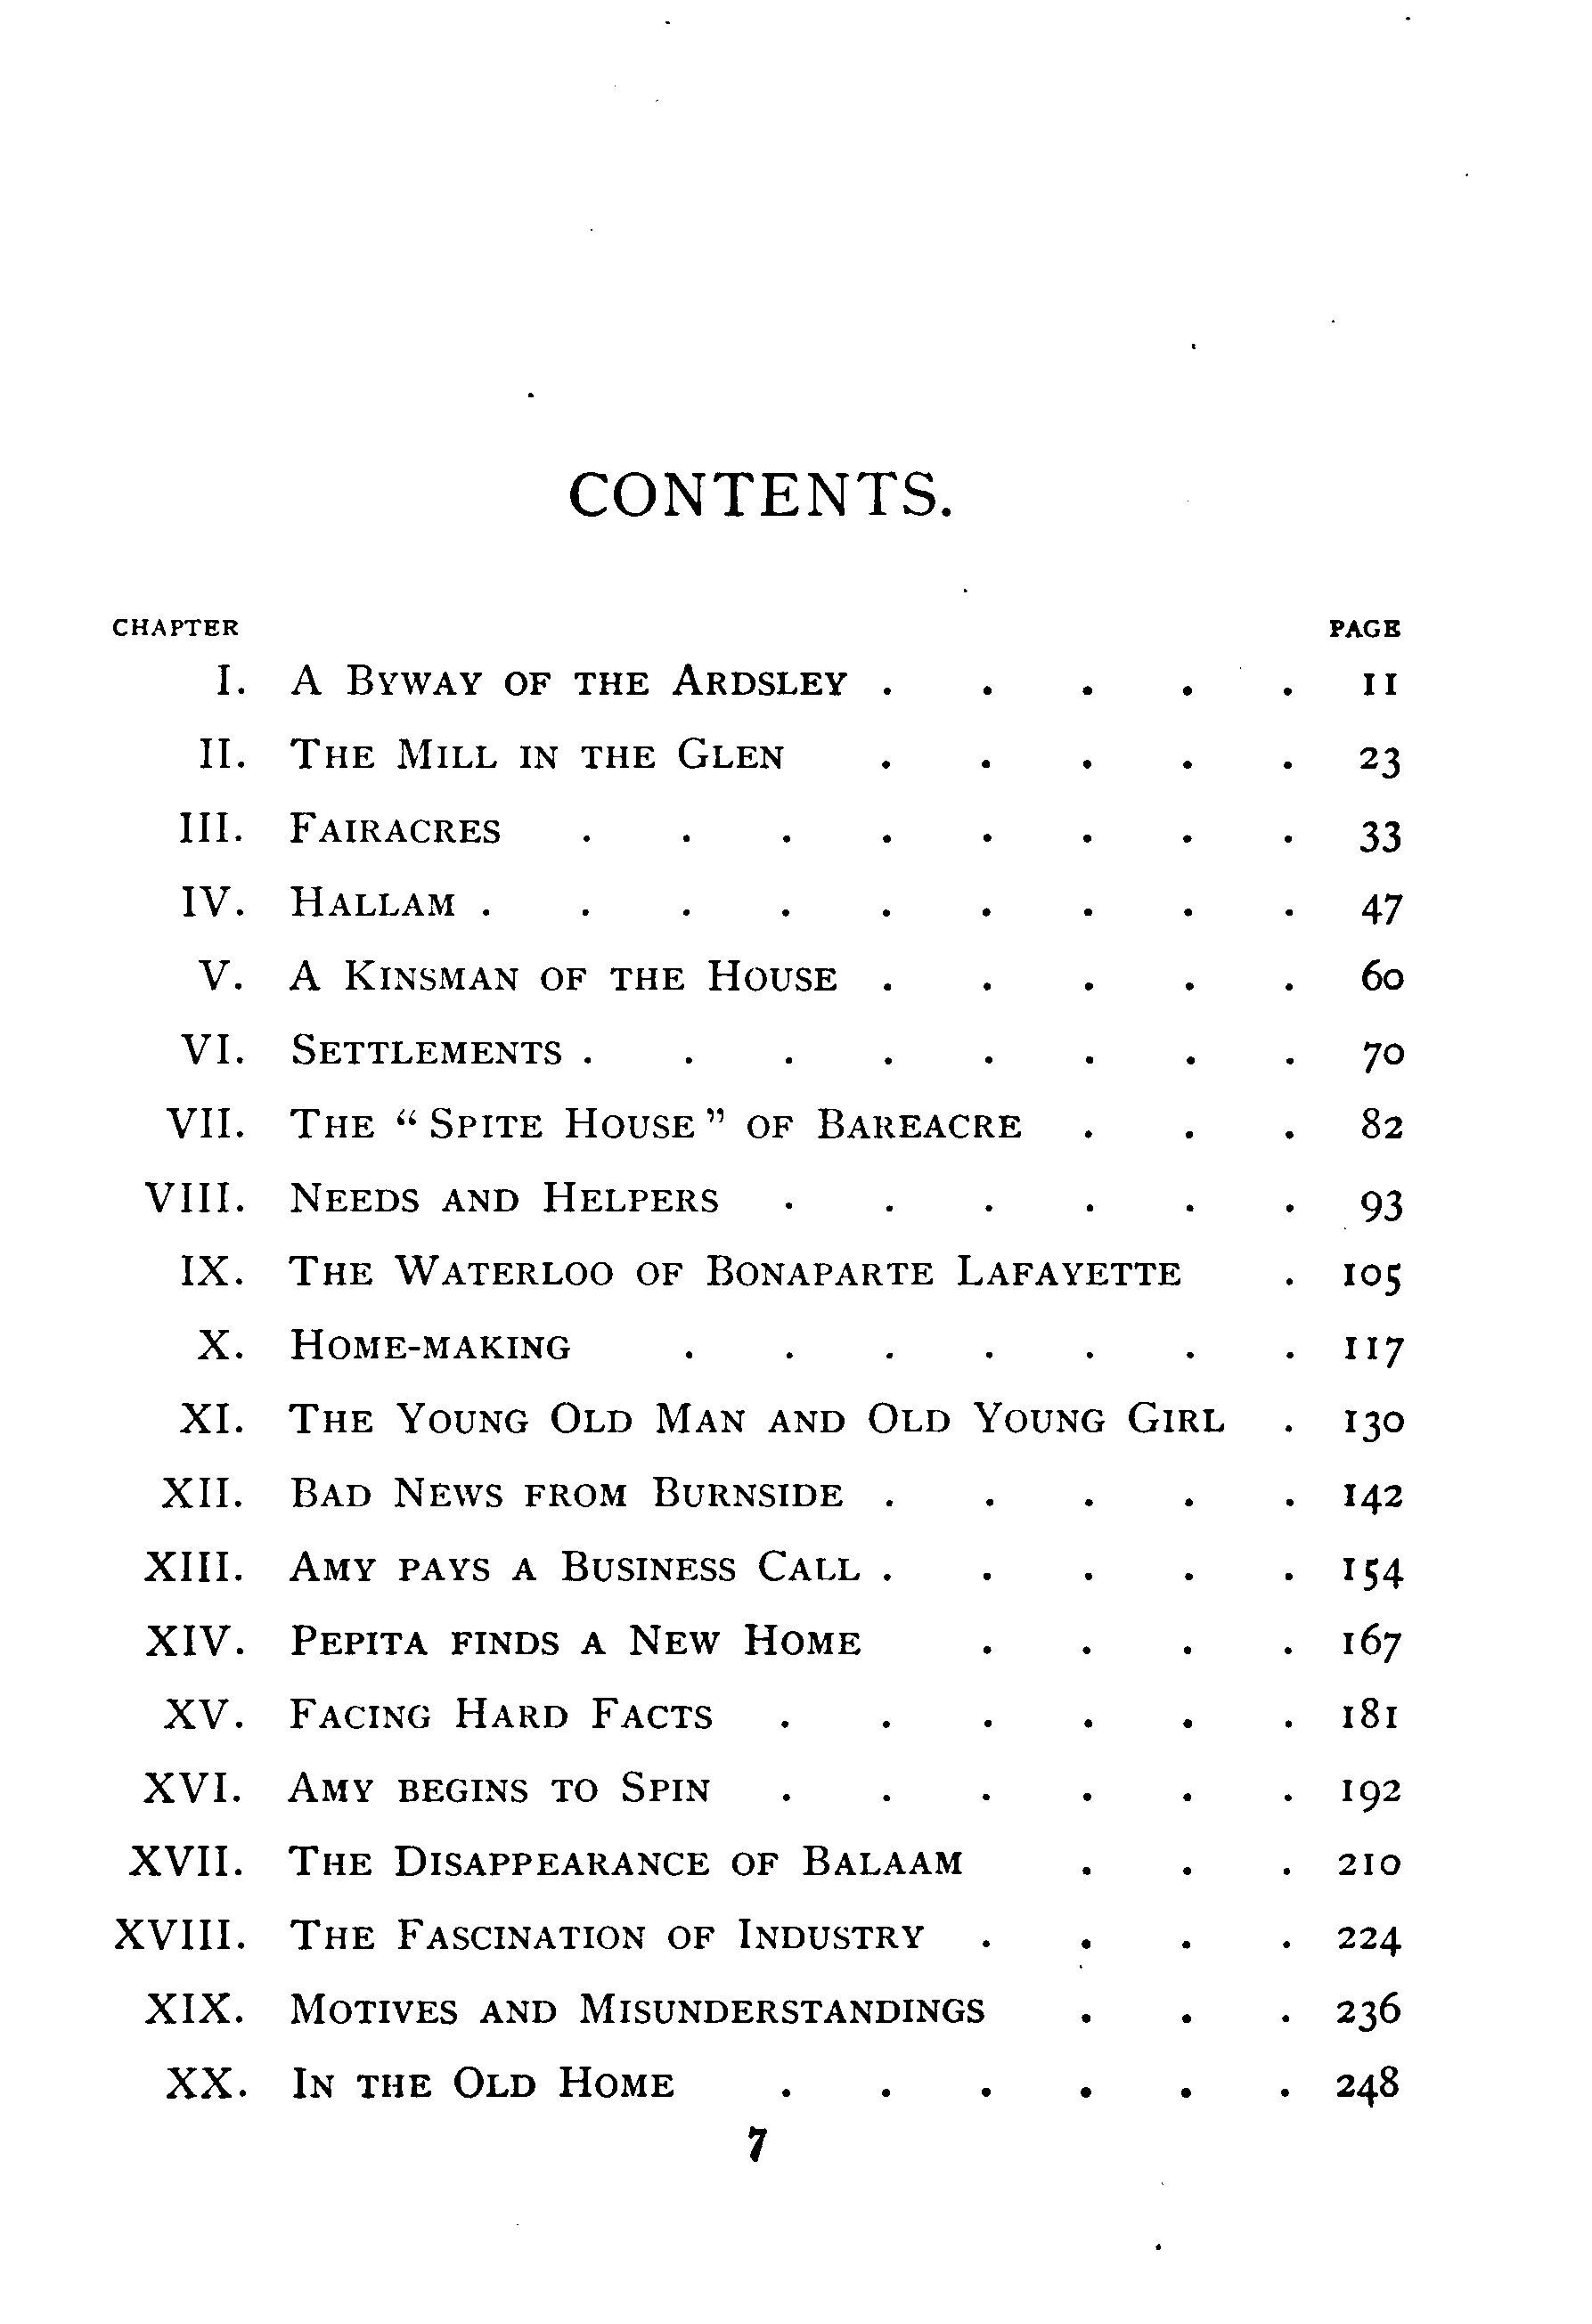 CONTENTS.
CHAPTER PAGE
I. A Byway of the Ardsley . . . . . 11
II. The Mill in the Glen . . . . . 23
III. Fairacres . . . . . . . . 33
IV. Hallam . . . . . . . . . 47
V. A Kinsman of the House . . . . . 60
VI. Settlements . . . . . . . . 70
VII. The “Spite House” of Bareacre . . . 82
VIII. Needs and Helpers . . . . . . 93
IX. The Waterloo of Bonaparte Lafayette . 105
X. Home-making . . . . . . . 117
XI. The Young Old Man and Old Young Girl . 130
XII. Bad News from Burnside . . . . . 142
XIII. Amy pays a Business Call . . . . . 154
XIV. Pepita finds a New Home . . . . 167
XV. Facing Hard Facts . . . . . . 181
XVI. Amy begins to Spin . . . . . . 192
XVII. The Disappearance of Balaam . . . 210
XVIII. The Fascination of Industry . . . . 224
XIX. Motives and Misunderstandings . . . 236
XX. In the Old Home . . . . . . 248
7